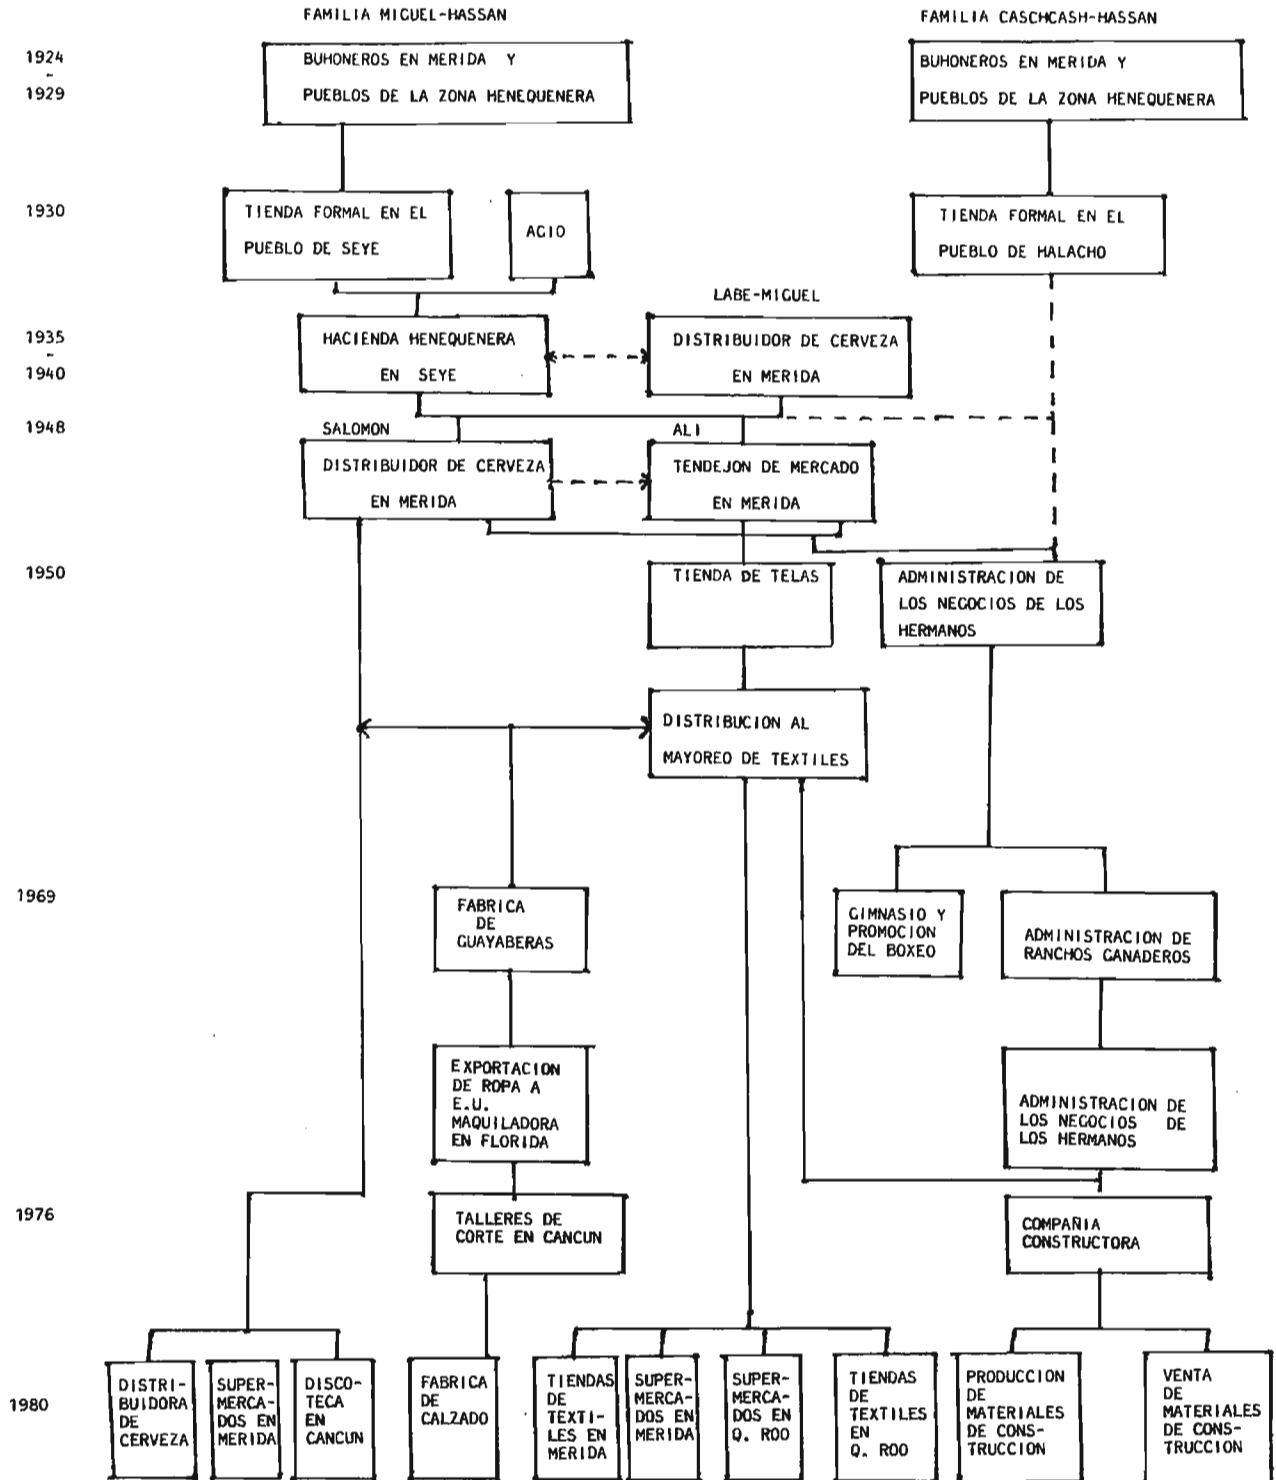 FAMILIA MIGUEL-HASSAN
FAMILIA CASCHCASH-HASSAN
1924
-
1929
BUHONEROS EN MERIDA Y
PUEBLOS DE LA ZONA HENEQUENERA
BUHONEROS EN MERIDA Y
PUEBLOS DE LA ZONA HENEQUENERA
1930
TIENDA FORMAL EN EL
PUEBLO DE SEYE
AGIO
TIENDA FORMAL EN EL
PUEBLO DE HALACHO
LABE-MIGUEL
1935
-
1940
HACIENDA HENEQUENERA
EN SEYE
DISTRIBUIDOR DE CERVEZA
EN MERIDA
1948
SALOMON
DISTRIBUIDOR DE CERVEZA
EN MERIDA
ALI
TENDEJON DE MERCADO
EN MERIDA
1950
TIENDA DE TELAS
ADMINISTRACION DE
LOS NEGOCIOS DE LOS
HERMANOS
DISTRIBUCION AL
MAYOREO DE TEXTILES
1969
FABRICA
DE
GUAYABERAS
GIMNASIO Y
PROMOCION
DEL BOXEO
ADMINISTRACION DE
RANCHOS GANADEROS
EXPORTACION
DE ROPA A
E.U.
MAQUILADORA
EN FLORIDA
ADMINISTRACION DE
LOS NEGOCIOS DE
LOS HERMANOS
1976
TALLERES DE
CORTE EN CANCUN
COMPAÑIA
CONSTRUCTORA
1980
DISTRI-
BUIDORA
DE
CERVEZA
SUPER-
MERCA-
DOS EN
MERIDA
DISCO-
TECA
EN
CANCUN
FABRICA
DE
CALZADO
TIENDAS
DE
TEXTI-
LES EN
MERIDA
SUPER-
MERCA-
DOS EN
MERIDA
SUPER-
MERCA-
DOS EN
Q. ROO
TIENDAS
DE
TEXTILES
EN
Q. ROO
PRODUCCION
DE
MATERIALES
DE CONS-
TRUCCION
VENTA
DE
MATERIALES
DE CONS-
TRUCCION